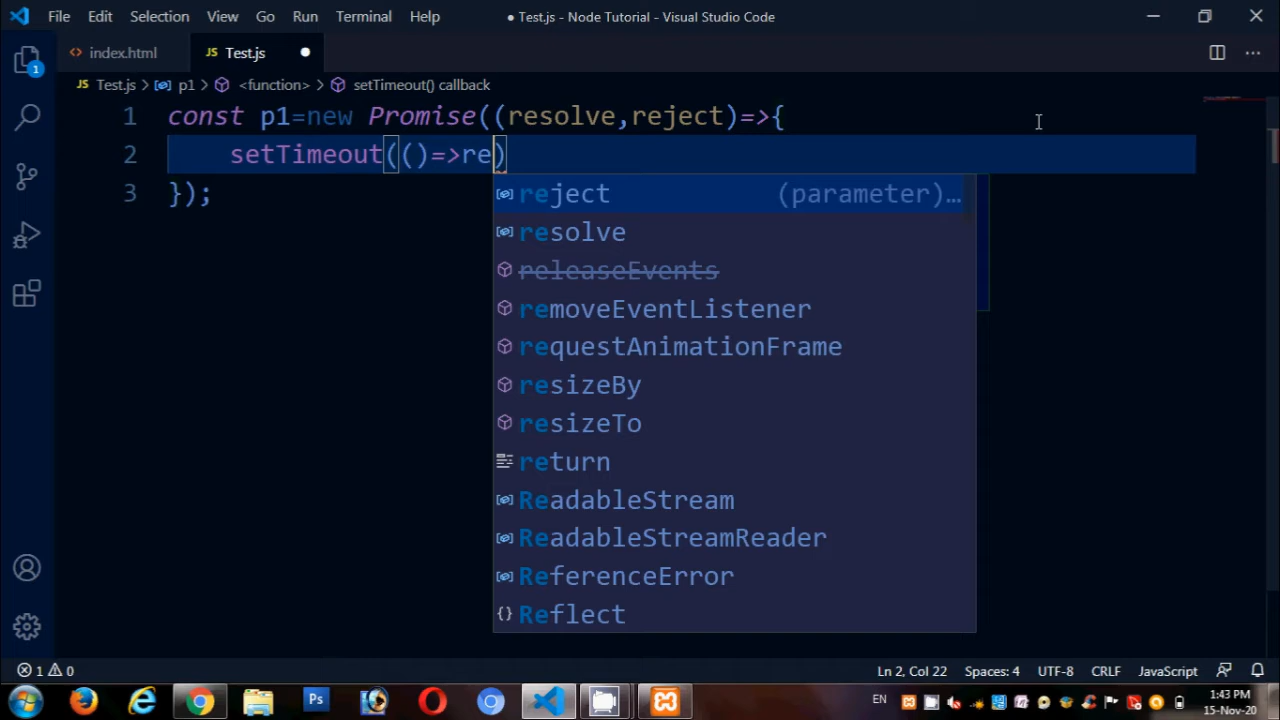 File Edit Selection View Go Run Terminal Help ● Test.js - Node Tutorial - Visual Studio Code
<> index.html JS Test.js ●
JS Test.js > p1 > <function> > setTimeout() callback
1 const p1=new Promise((resolve,reject)=>{
2 setTimeout(()=>re)
3 });
reject (parameter)…
resolve
releaseEvents
removeEventListener
requestAnimationFrame
resizeBy
resizeTo
return
ReadableStream
ReadableStreamReader
ReferenceError
{} Reflect
1
1 0 Ln 2, Col 22 Spaces: 4 UTF-8 CRLF JavaScript
Ps EN 1:43 PM
15-Nov-20